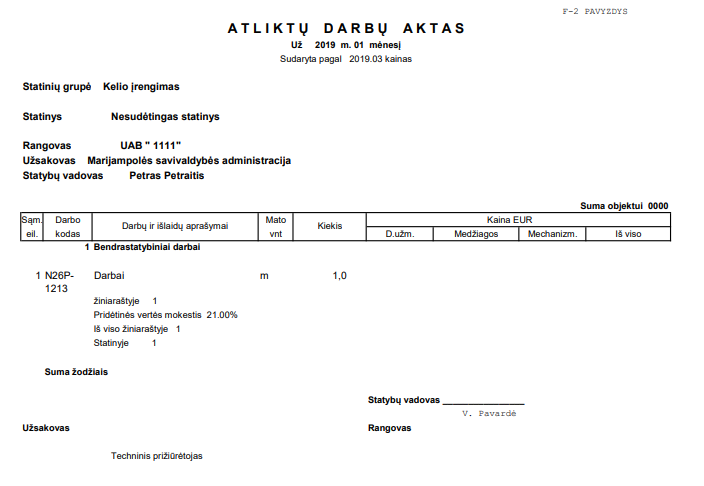 F-2 PAVYZDYS
ATLIKTŲ DARBŲ AKTAS
Už 2019 m. 01 mėnesį
Sudaryta pagal 2019.03 kainas
Statinių grupė Kelio įrengimas
Statinys Nesudėtingas statinys
Rangovas UAB " 1111"
Užsakovas Marijampolės savivaldybės administracija
Statybų vadovas Petras Petraitis
Suma objektui 0000
Sąm. eil. Darbo kodas Darbų ir išlaidų aprašymai Mato vnt Kiekis Kaina EUR
D.užm. Medžiagos Mechanizm. Iš viso
1 Bendrastatybiniai darbai
1 N26P-1213 Darbai m 1,0
žiniaraštyje 1
Pridėtinės vertės mokestis 21.00%
Iš viso žiniaraštyje 1
Statinyje 1
Suma žodžiais
Statybų vadovas _______________
V. Pavardė
Užsakovas Rangovas
Techninis prižiūrėtojas